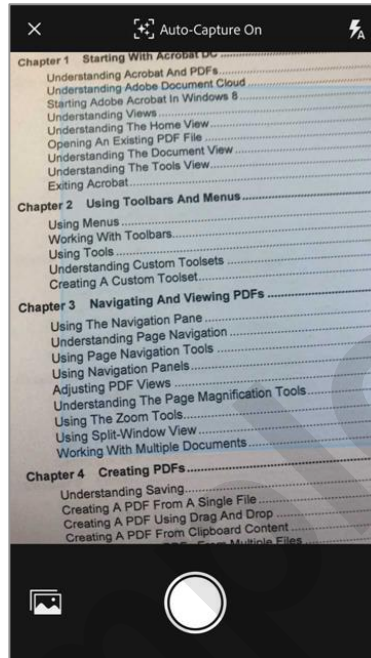 Auto-Capture On
Chapter 1 Starting With Acrobat DC
Understanding Acrobat And PDFs
Understanding Adobe Document Cloud
Starting Adobe Acrobat In Windows 8
Understanding Views
Understanding The Home View
Opening An Existing PDF File
Understanding The Document View
Understanding The Tools View
Exiting Acrobat
Chapter 2 Using Toolbars And Menus
Using Menus
Working With Toolbars
Using Tools
Understanding Custom Toolsets
Creating A Custom Toolset
Chapter 3 Navigating And Viewing PDFs
Using The Navigation Pane
Understanding Page Navigation
Using Page Navigation Tools
Using Navigation Panels
Adjusting PDF Views
Understanding The Page Magnification Tools
Using The Zoom Tools
Using Split-Window View
Working With Multiple Documents
Chapter 4 Creating PDFs
Understanding Saving
Creating A PDF From A Single File
Creating A PDF Using Drag And Drop
Creating A PDF From Clipboard Content
From Multiple Files